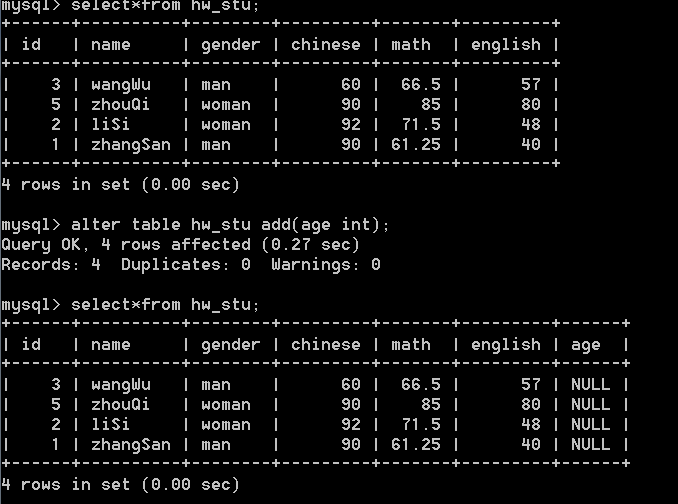 mysql> select*from hw_stu;
+------+----------+--------+---------+-------+---------+
| id   | name     | gender | chinese | math  | english |
+------+----------+--------+---------+-------+---------+
|    3 | wangWu   | man    |      60 |  66.5 |      57 |
|    5 | zhouQi   | woman  |      90 |    85 |      80 |
|    2 | liSi     | woman  |      92 |  71.5 |      48 |
|    1 | zhangSan | man    |      90 | 61.25 |      40 |
+------+----------+--------+---------+-------+---------+
4 rows in set (0.00 sec)
mysql> alter table hw_stu add(age int);
Query OK, 4 rows affected (0.27 sec)
Records: 4  Duplicates: 0  Warnings: 0
mysql> select*from hw_stu;
+------+----------+--------+---------+-------+---------+------+
| id   | name     | gender | chinese | math  | english | age  |
+------+----------+--------+---------+-------+---------+------+
|    3 | wangWu   | man    |      60 |  66.5 |      57 | NULL |
|    5 | zhouQi   | woman  |      90 |    85 |      80 | NULL |
|    2 | liSi     | woman  |      92 |  71.5 |      48 | NULL |
|    1 | zhangSan | man    |      90 | 61.25 |      40 | NULL |
+------+----------+--------+---------+-------+---------+------+
4 rows in set (0.00 sec)